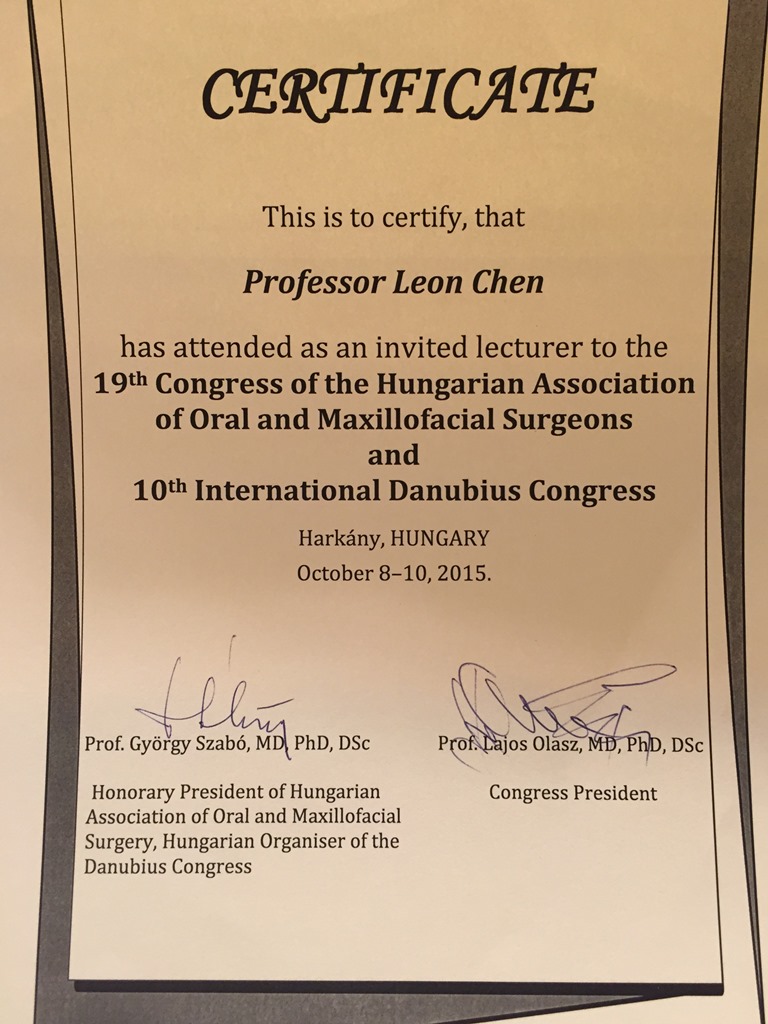 CERTIFICATE
This is to certify, that
Professor Leon Chen
has attended as an invited lecturer to the
19th Congress of the Hungarian Association
of Oral and Maxillofacial Surgeons
and
10th International Danubius Congress
Harkány, HUNGARY
October 8–10, 2015.
Prof. György Szabó, MD, PhD, DSc
Honorary President of Hungarian
Association of Oral and Maxillofacial
Surgery, Hungarian Organiser of the
Danubius Congress
Prof. Lajos Olasz, MD, PhD, DSc
Congress President